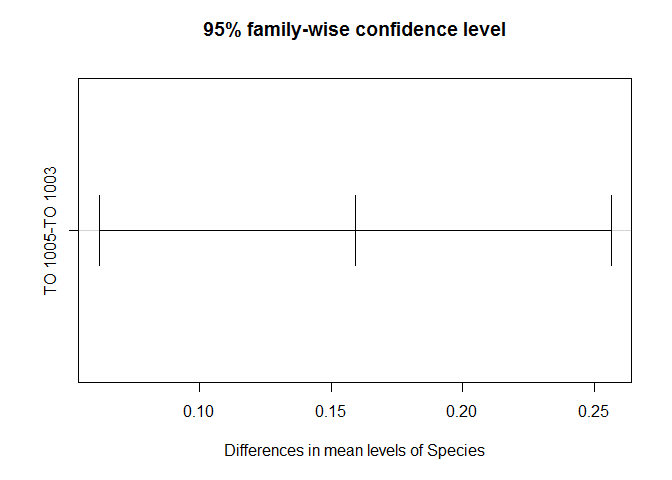 95% family-wise confidence level
TO 1005-TO 1003
0.10 0.15 0.20 0.25
Differences in mean levels of Species